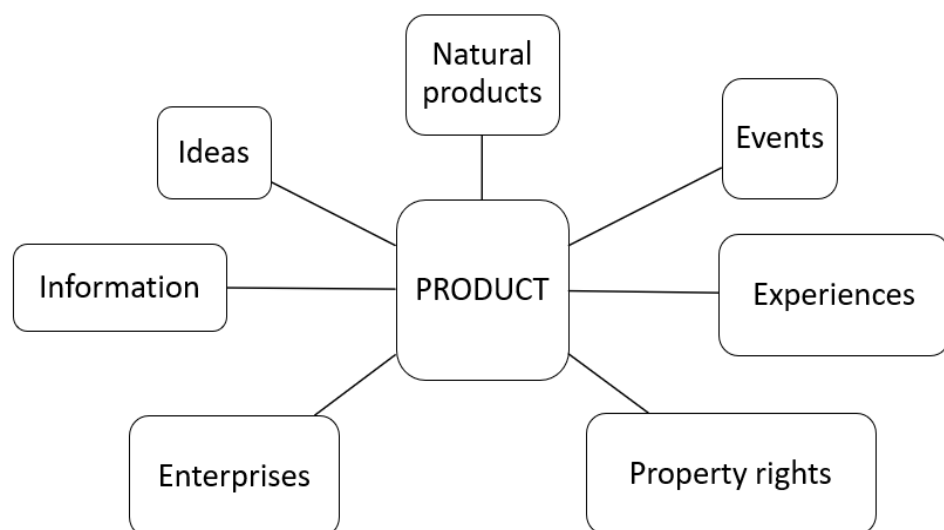 Natural
products
Ideas
Events
Information
PRODUCT
Experiences
Enterprises
Property rights